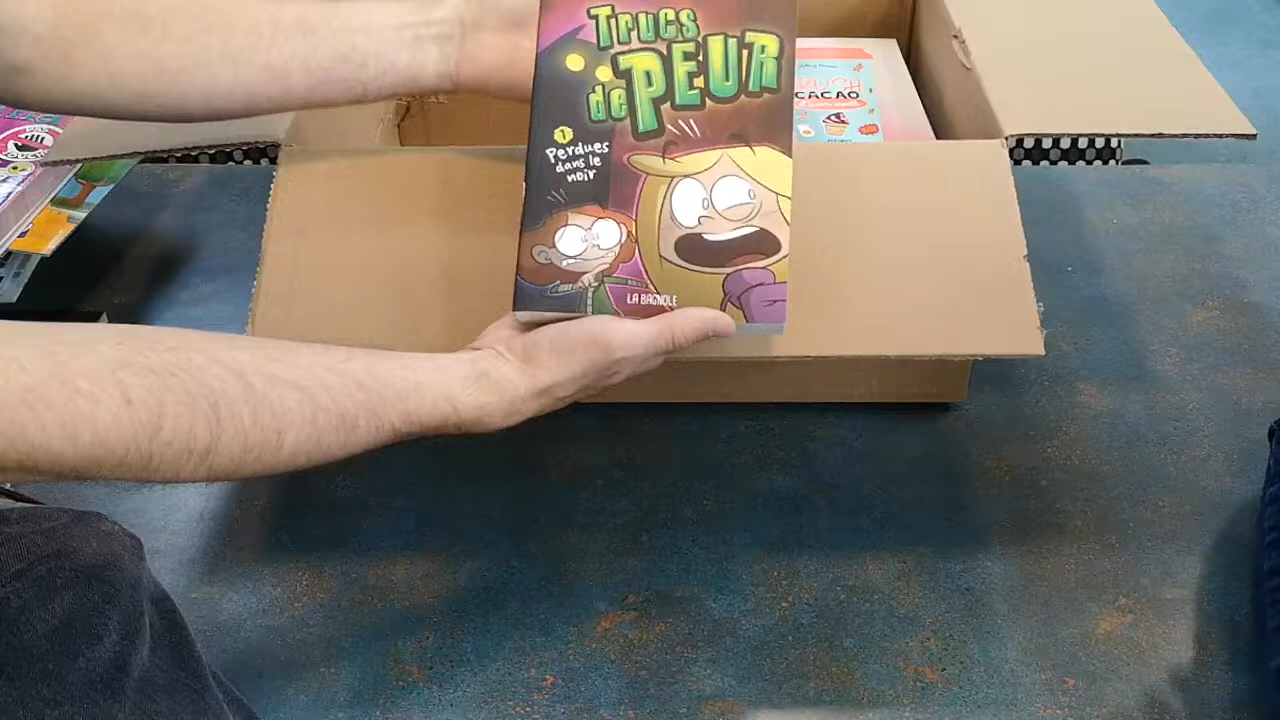 Trucs
de PEUR
1
Perdues
dans le
noir
LA BAGNOLE
CACAO